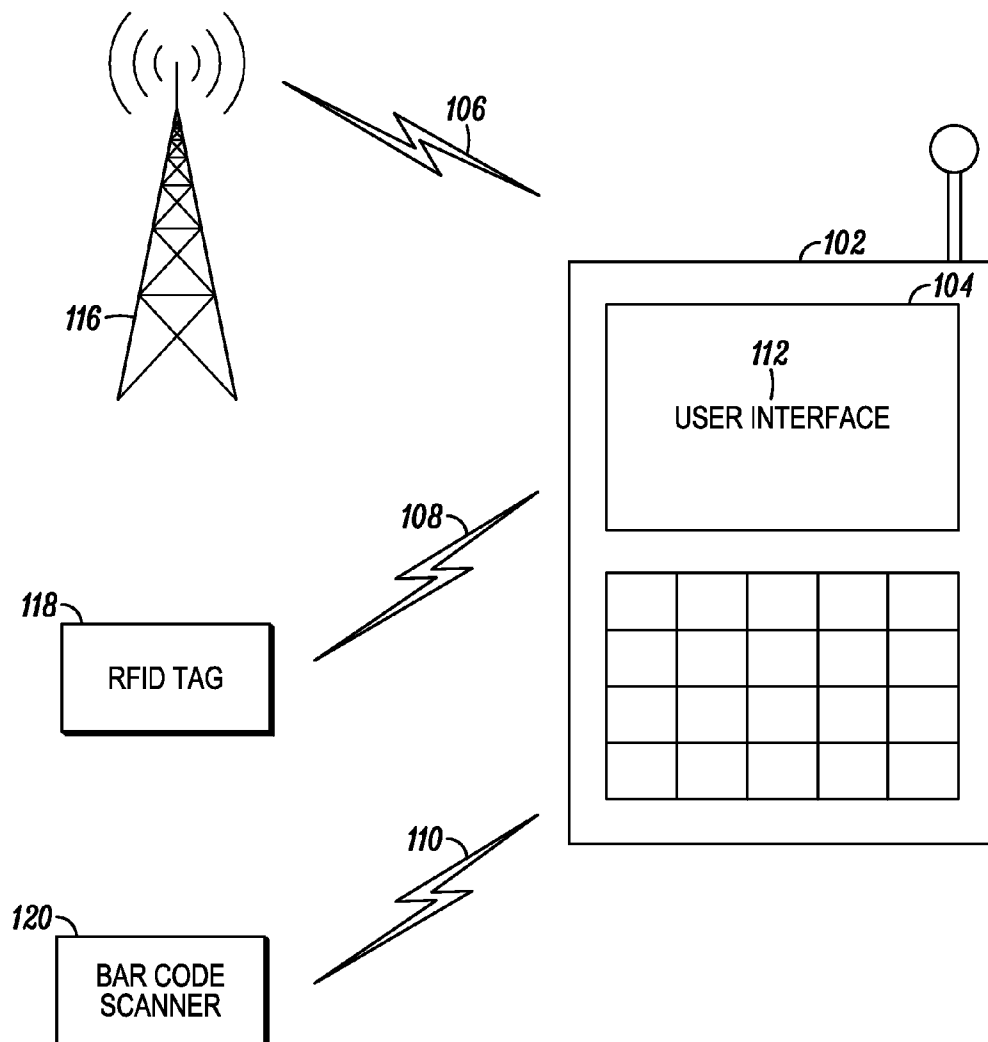 106
102
104
116
112
USER INTERFACE
108
118
RFID TAG
110
120
BAR CODE
SCANNER